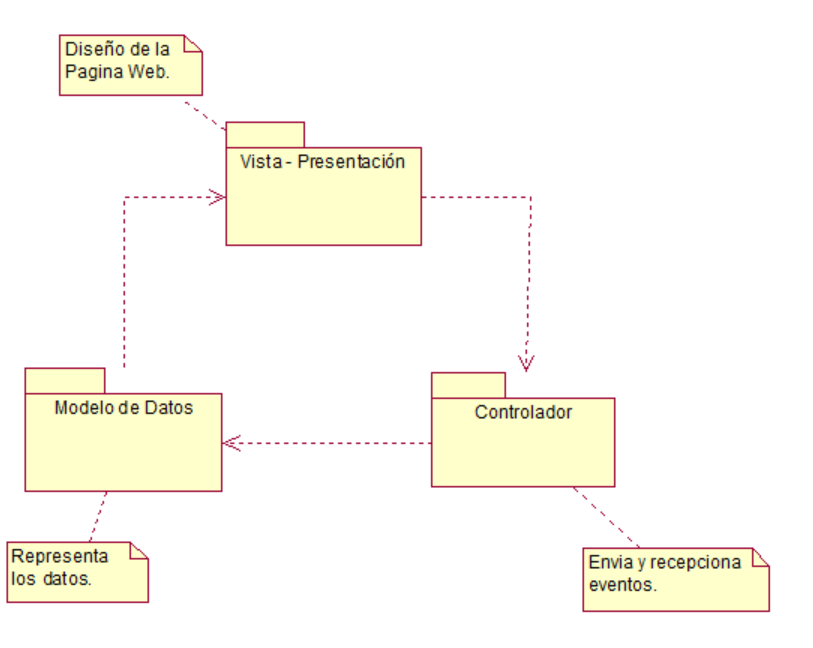 Diseño de la
Pagina Web.
Vista - Presentación
Modelo de Datos
Controlador
Representa
los datos.
Envia y recepciona
eventos.